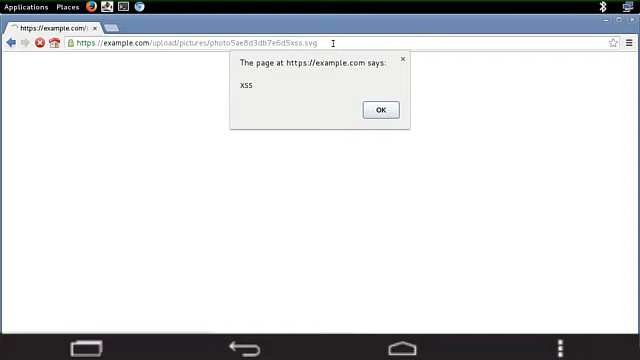 Applications Places
https://example.com/
https://example.com/upload/pictures/photo5ae8d3db7e6d5xss.svg
The page at https://example.com says:
xss
OK